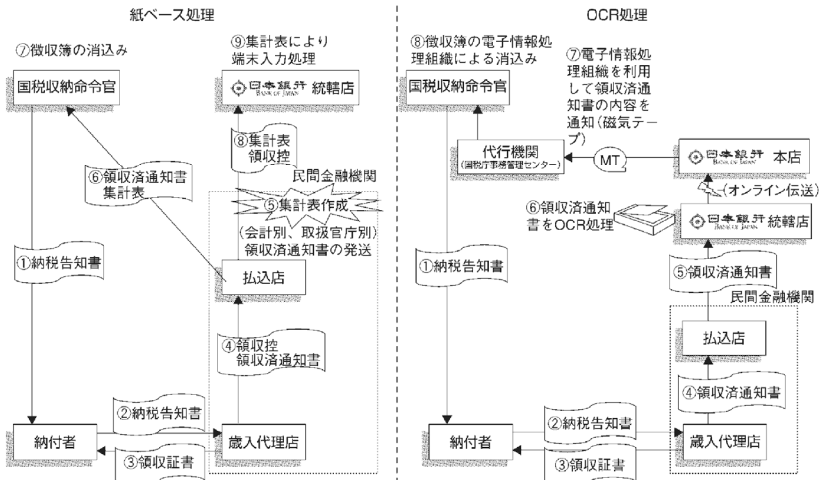 紙ベース処理
⑦徴収簿の消込み
国税収納命令官
⑨集計表により
端末入力処理
日本銀行 統轄店
BANK OF JAPAN
⑧集計表
領収控
⑥領収済通知書
集計表
民間金融機関
⑤集計表作成
(会計別、取扱官庁別)
領収済通知書の発送
①納税告知書
払込店
④領収控
領収済通知書
②納税告知書
納付者
歳入代理店
③領収証書
OCR処理
⑧徴収簿の電子情報処
理組織による消込み
国税収納命令官
⑦電子情報処
理組織を利用
して領収済通
知書の内容を
通知(磁気テー
プ)
代行機関
(国税庁事務管理センター)
MT
日本銀行 本店
BANK OF JAPAN
(オンライン伝送)
⑥領収済通知
書をOCR処理
日本銀行 統轄店
BANK OF JAPAN
①納税告知書
⑤領収済通知書
民間金融機関
払込店
④領収済通知書
②納税告知書
納付者
歳入代理店
③領収証書